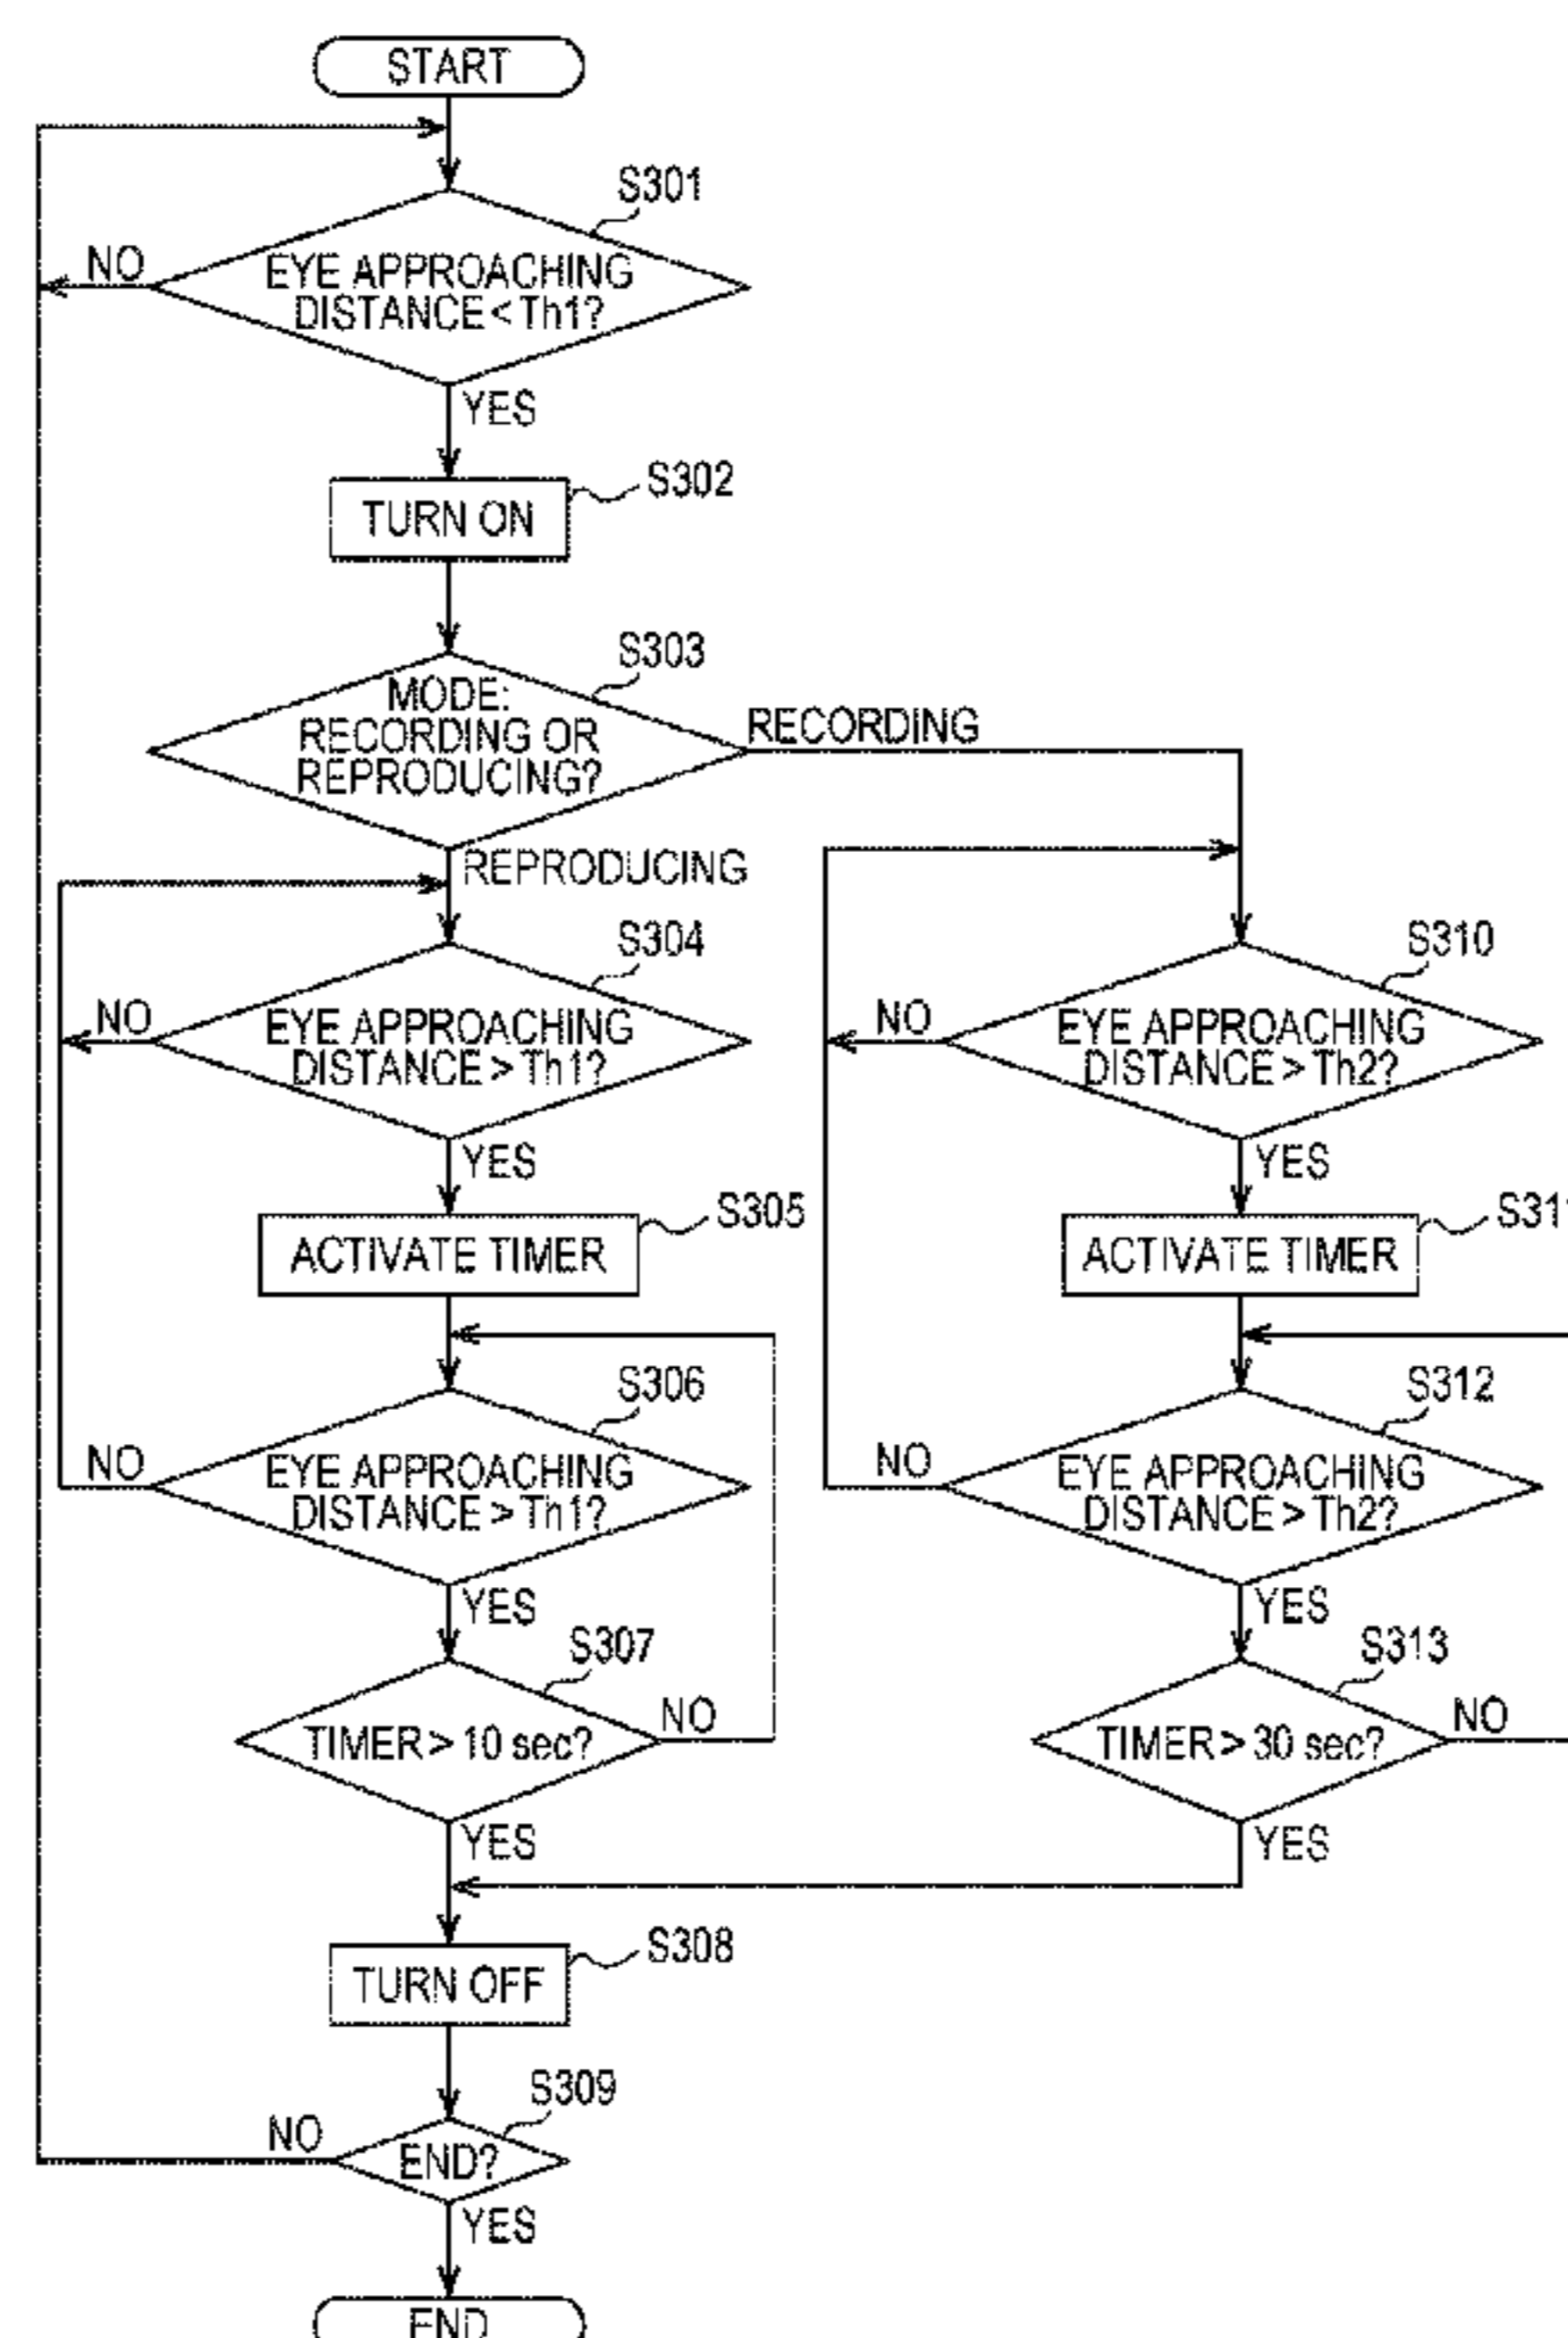 START
S301
NO
EYE APPROACHING
DISTANCE < Th1?
YES
S302
TURN ON
S303
MODE:
RECORDING OR
REPRODUCING?
RECORDING
REPRODUCING
S304
NO
EYE APPROACHING
DISTANCE > Th1?
YES
S305
ACTIVATE TIMER
S306
NO
EYE APPROACHING
DISTANCE > Th1?
YES
S307
TIMER > 10 sec?
NO
YES
S310
NO
EYE APPROACHING
DISTANCE > Th2?
YES
S311
ACTIVATE TIMER
S312
NO
EYE APPROACHING
DISTANCE > Th2?
YES
S313
TIMER > 30 sec?
NO
YES
S308
TURN OFF
S309
NO
END?
YES
END